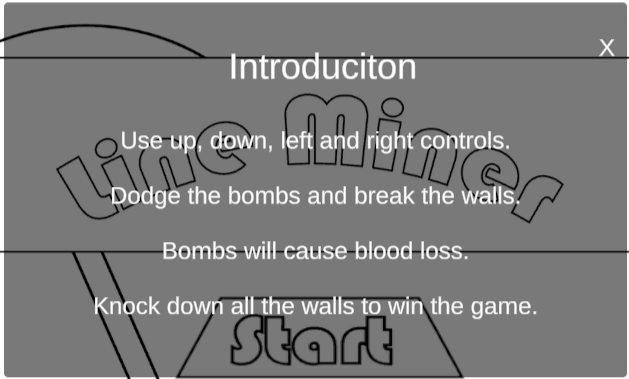 X
Introduciton
Line Miner
Use up, down, left and right controls.
Dodge the bombs and break the walls.
Bombs will cause blood loss.
Knock down all the walls to win the game.
Start